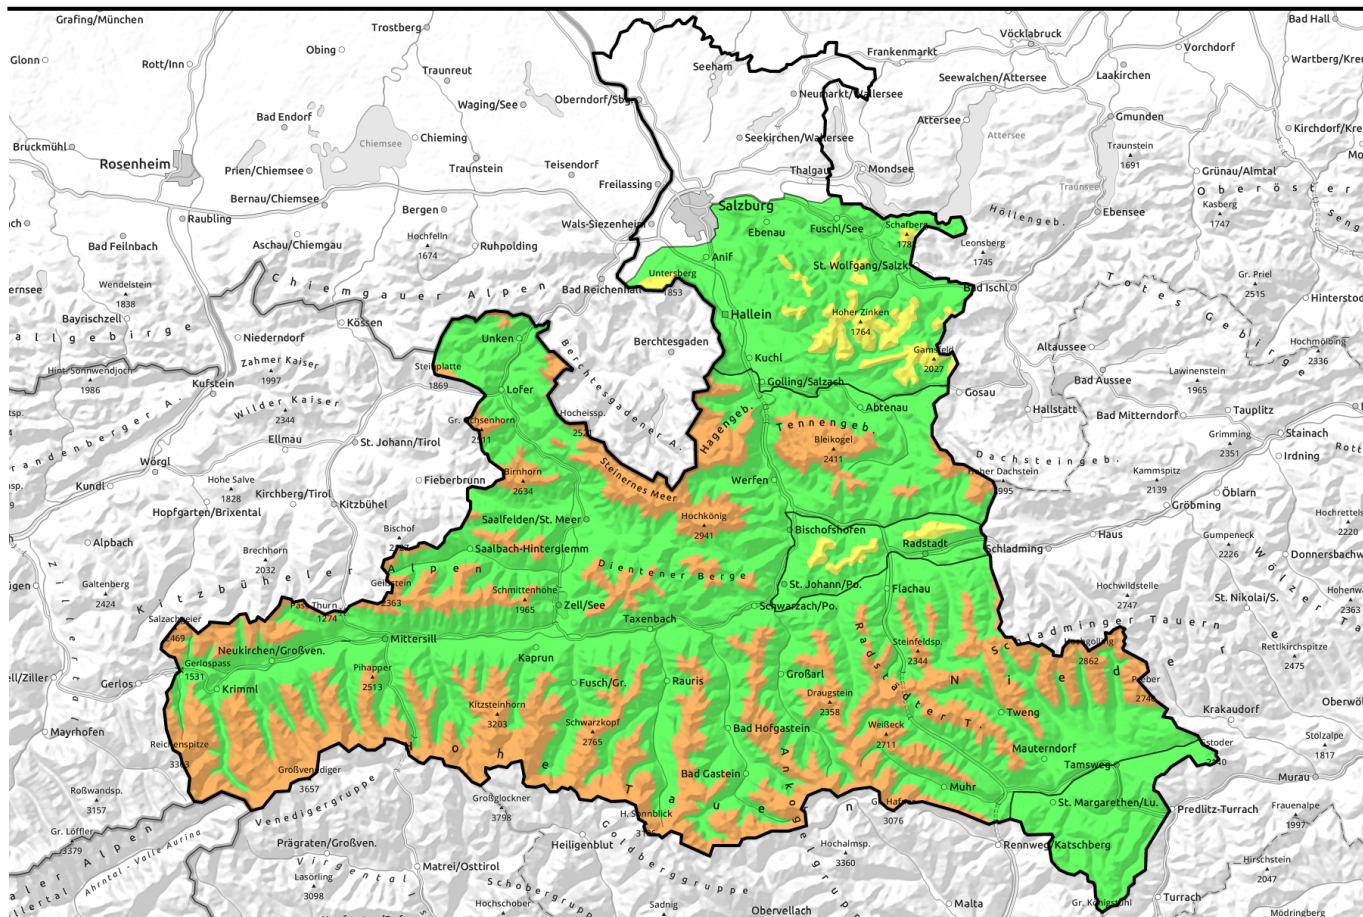 Grafing/München
Trostberg
Obing
Glonn
Rott/Inn
Traunreut
Waging/See
Oberndorf/Sbg.
Bad Endorf
Chiemsee
Chieming
Bruckmühl
Rosenheim
Prien/Chiemsee
Traunstein
Teisendorf
Freilassing
Bernau/Chiemsee
Raubling
Bergen
Wals-Siezenheim
Bad Feilnbach
Aschau/Chiemgau
Hochfelln
1674
Ruhpolding
Wendelstein
1838
Bayrischzell
Chiemgauer Alpen
Bad Reichenhall
Niederndorf
Kössen
Unken
Zahmer Kaiser
1997
Hint. Sonnwendjoch
1986
Kufstein
Steinplatte
1869
Wilder Kaiser
2344
Ellmau
St. Johann/Tirol
Lofer
Wörgl
Kundl
Hohe Salve
1828
Kirchberg/Tirol
Hopfgarten/Brixental
Kitzbühel
Fieberbrunn
Birnhorn
2634
Alpbach
Brechhorn
2032
Galtenberg
2424
Kitzbüheler Alpen
Seeham
Frankenmarkt
Vöcklabruck
Bad Hall
Vorchdorf
Wartberg/Krem
Laakirchen
Seewalchen/Attersee
Neumarkt/Wallersee
Attersee
Attersee
Gmunden
Kirchdorf/Kre
Seekirchen/Wallersee
Mondsee
Thalgau
Traunstein
1691
Traunsee
Grünau/Almtal
Kasberg
1747
Oberöster
Salzburg
Ebenau
Fuschl/See
Schafberg
Höllengeb.
Ebensee
Leonsberg
1745
Anif
St. Wolfgang/Salzk.
Untersberg
1853
Bad Ischl
Totes Gebirge
Gr. Priel
2515
Hinterstod
Hallein
Hoher Zinken
1764
Berchtesgaden
Berchtesgadener A.
Kuchl
Gamsfeld
2027
Altaussee
Hochmölbing
2336
Bad Aussee
Lawinenstein
1965
Golling/Salzach
Gosau
Hallstatt
Abtenau
Bad Mitterndorf
Tauplitz
Stainach
Grimming
2351
Irdning
Hagengeb.
Tennengeb.
Bleikogel
2411
Dachsteingeb.
Hoher Dachstein
2995
Kammspitz
2139
Öblarn
Gröbming
Werfen
Steinernes Meer
Hochkönig
2941
Saalfelden/St. Meer
Saalbach-Hinterglemm
Dientener Berge
Bischofshofen
Radstadt
Schladming
Haus
Gumpeneck
2226
Donnersbachwa
Wölzer
St. Johann/Po.
Flachau
Hochwildstelle
2747
St. Nikolai/S.
Schmittenhöhe
1965
Zell/See
Taxenbach
Schwarzach/Po.
Pass Thurn
1274
Mittersill
Neukirchen/Großven.
Gerlospass
1531
Krimml
Gerlos
Mayrhofen
Zillertal
Pihapper
2513
Kaprun
Fusch/Gr.
Rauris
Großarl
Kitzsteinhorn
3203
Schwarzkopf
2765
Bad Hofgastein
Bad Gastein
Draugstein
2358
Steinfeldsp.
2344
Radstädter T.
Weißeck
2711
Tweng
Mauterndorf
Tamsweg
Schladminger Tauern
Hochgolling
2862
Preber
Rettlkirchspitze
2475
Krakaudorf
Stolzalpe
1817
Murau
Muhr
St. Margarethen/Lu.
Predlitz-Turrach
Frauenalpe
1997
Rennweg/Katschberg
Reichenspitze
Großvenediger
3657
Hohe Tauern
Venedigergruppe
Großglockner
3798
H. Sonnblick
Ankogelgruppe
3076
Hochalmsp.
3360
Roßwandsp.
3157
Gr. Löffler
3379
Ahrntal - Valle Aurina
Prägraten/Großven.
Lasörling
3098
Matrei/Osttirol
Heiligenblut
Goldberggruppe
Schobergruppe
Hochschober
Sadnig
Obervellach
Malta
Gr. Königstuhl
Turrach
Hirschstein
2047
Mödringberg